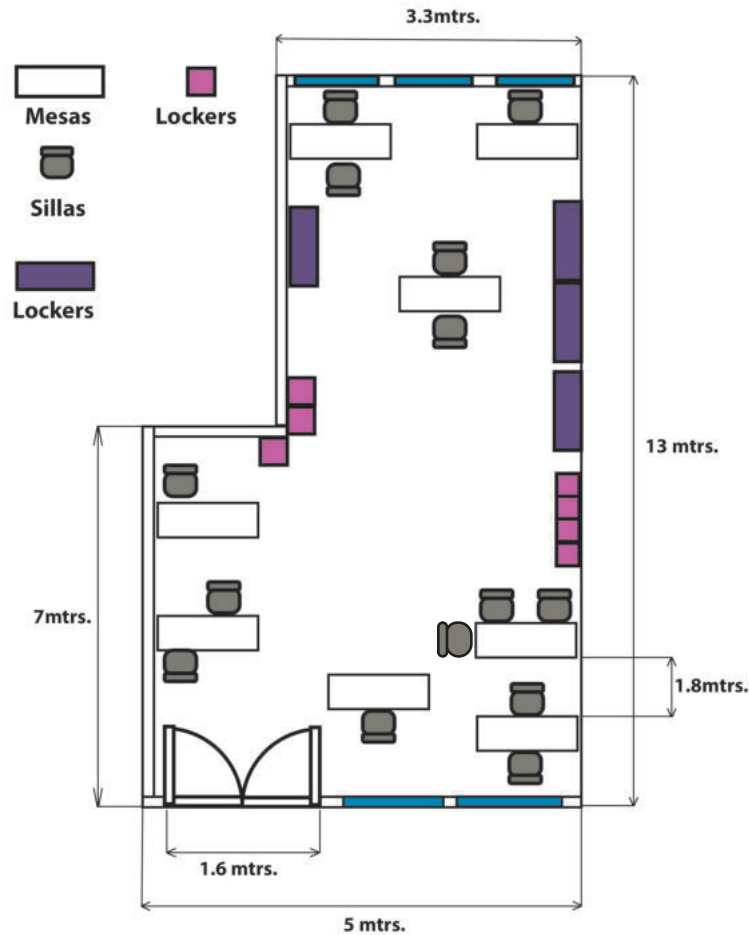 3.3mtrs.
Mesas
Lockers
Sillas
Lockers
13 mtrs.
7mtrs.
1.8mtrs.
1.6 mtrs.
5 mtrs.